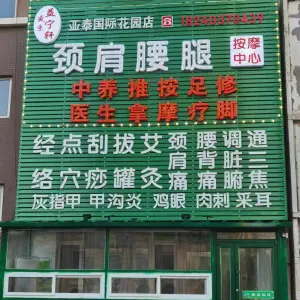 盛京
益宁轩
亚泰国际花园店
颈肩腰腿
按摩
中心
中养推按足修
医生拿摩疗脚
经点刮拔艾颈腰调通
肩背脏三
络穴痧罐灸痛痛腑焦
灰指甲 甲沟炎 鸡眼 肉刺 采耳